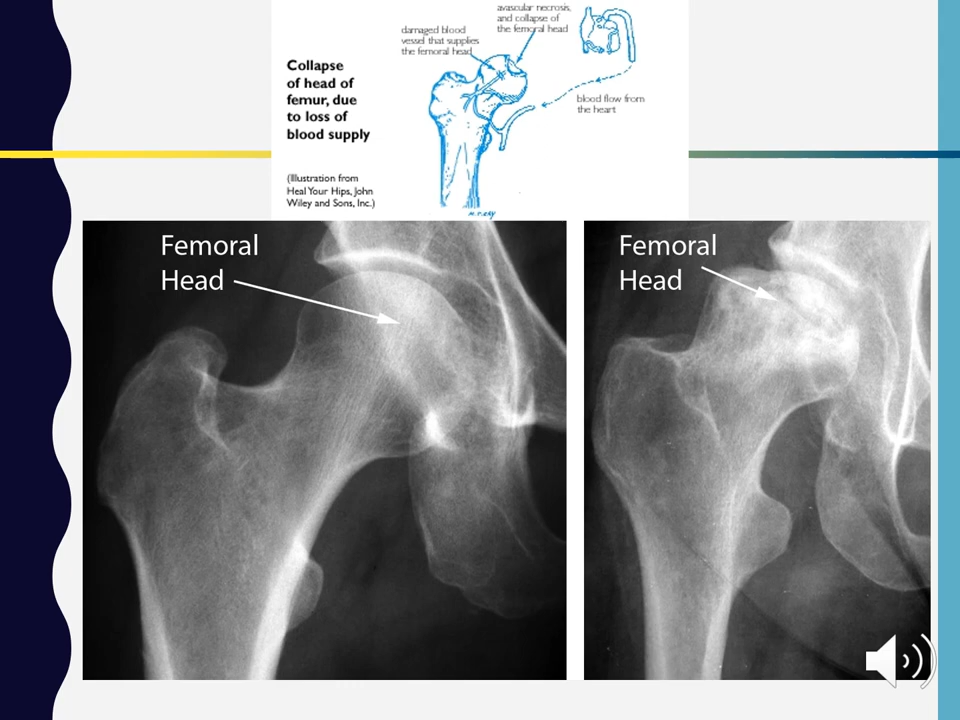 avascular necrosis,
and collapse of
the femoral head
damaged blood
vessel that supplies
the femoral head
Collapse
of head of
femur, due
to loss of
blood supply
blood flow from
the heart
(Illustration from
Heal Your Hips, John
Wiley and Sons, Inc.)
Femoral
Head
Femoral
Head